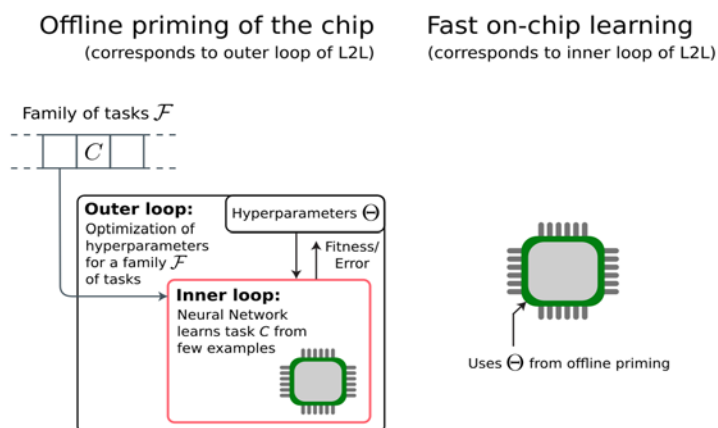 Offline priming of the chip
(corresponds to outer loop of L2L)
Fast on-chip learning
(corresponds to inner loop of L2L)
Family of tasks ℱ
C
Outer loop:
Optimization of
hyperparameters
for a family ℱ
of tasks
Hyperparameters Θ
Fitness/
Error
Inner loop:
Neural Network
learns task C from
few examples
Uses Θ from offline priming